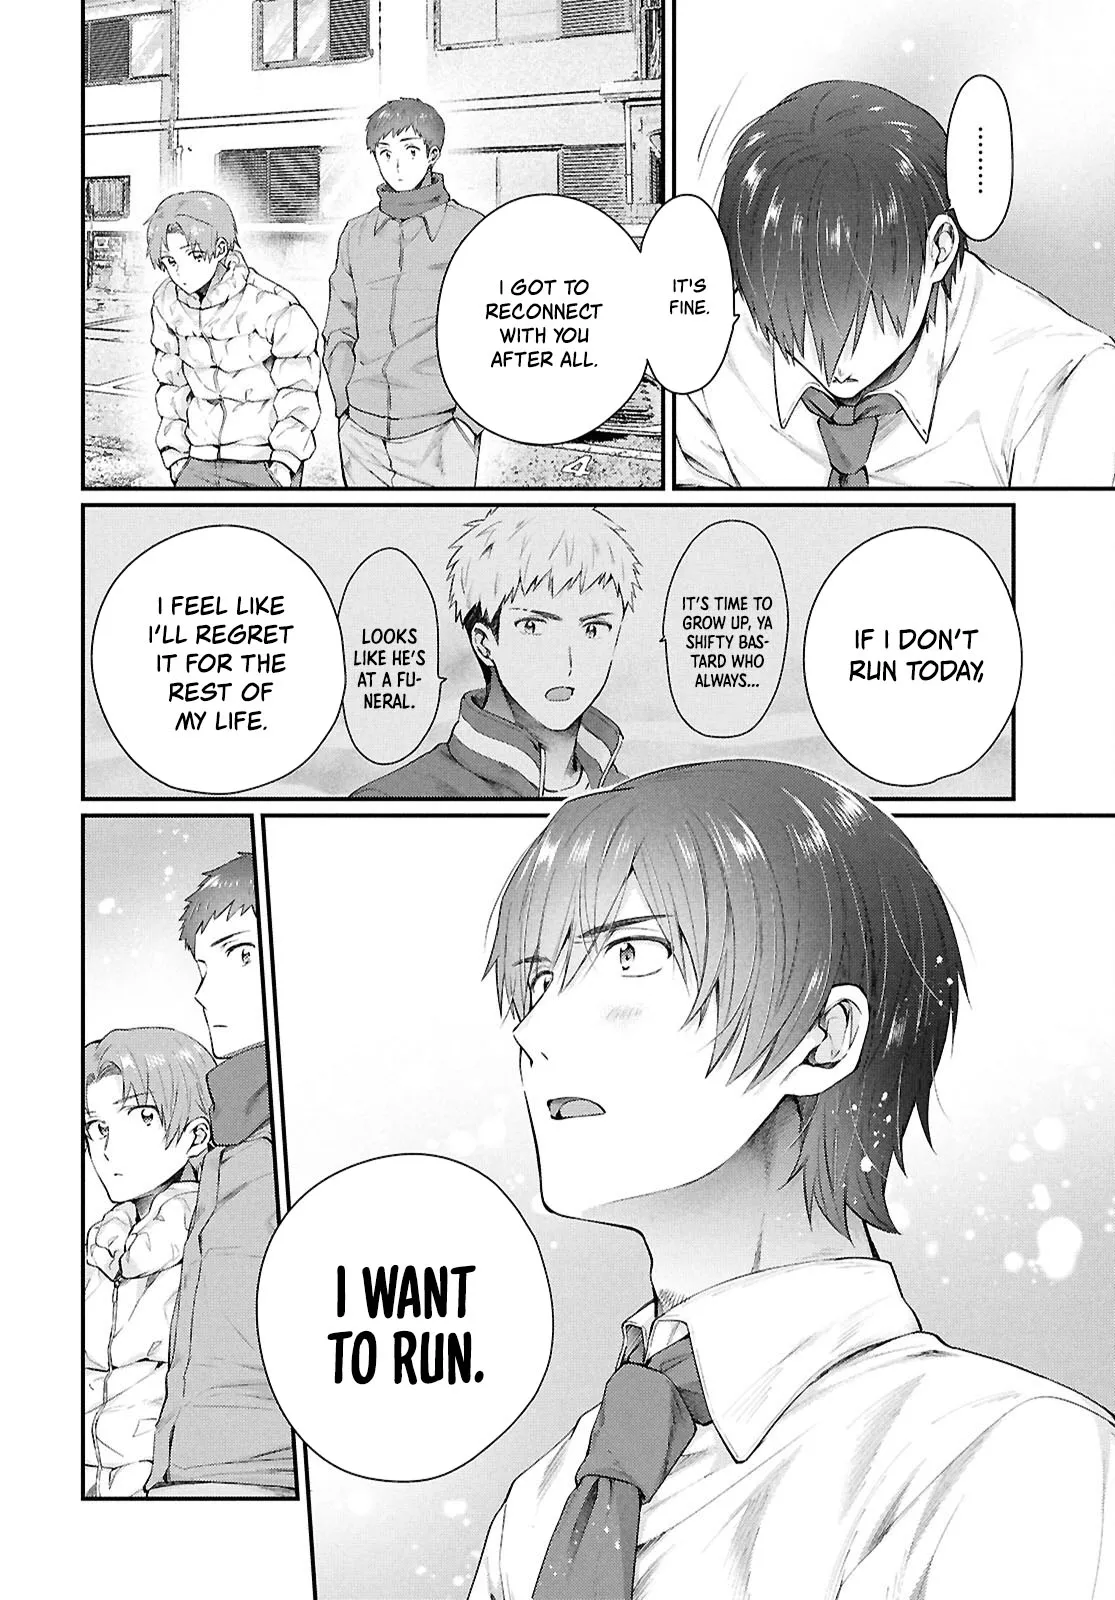 .........
IT'S
FINE.
I GOT TO
RECONNECT
WITH YOU
AFTER ALL.
4
IF I DON'T
RUN TODAY,
IT'S TIME TO
GROW UP, YA
SHIFTY BAS-
TARD WHO
ALWAYS...
LOOKS
LIKE HE'S
AT A FU-
NERAL.
I FEEL LIKE
I'LL REGRET
IT FOR THE
REST OF
MY LIFE.
I WANT
TO RUN.